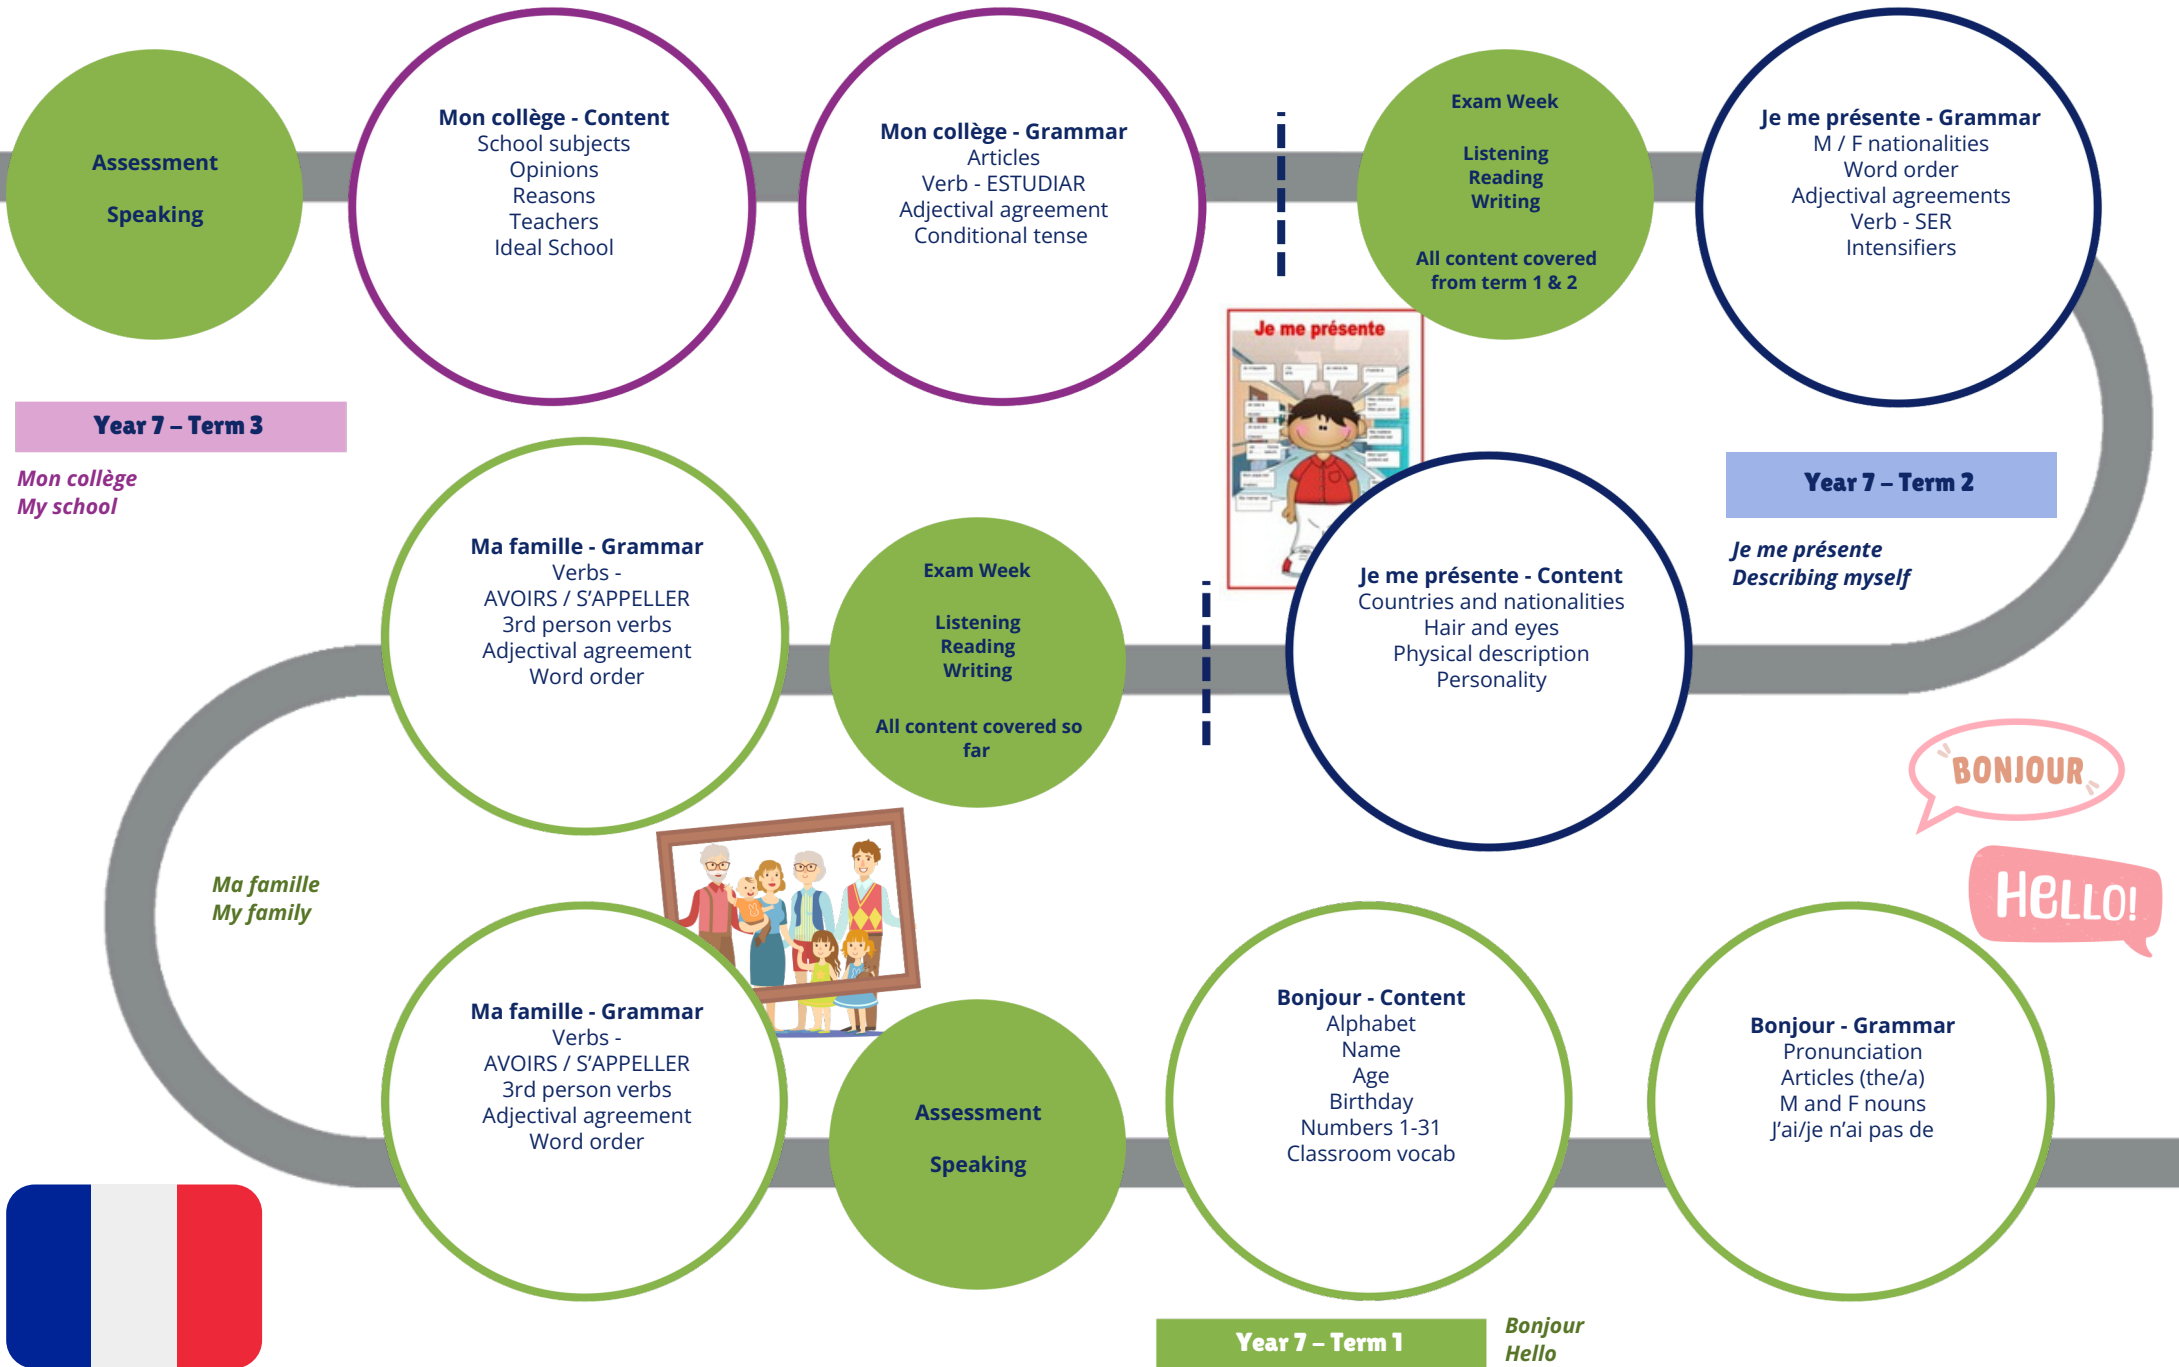 Assessment
Speaking
Mon collège - Content
School subjects
Opinions
Reasons
Teachers
Ideal School
Mon collège - Grammar
Articles
Verb - ESTUDIAR
Adjectival agreement
Conditional tense
Exam Week
Listening
Reading
Writing
All content covered
from term 1 & 2
Je me présente - Grammar
M / F nationalities
Word order
Adjectival agreements
Verb - SER
Intensifiers
Je me présente
Year 7 – Term 3
Mon collège
My school
Ma famille - Grammar
Verbs -
AVOIRS / S'APPELLER
3rd person verbs
Adjectival agreement
Word order
Exam Week
Listening
Reading
Writing
All content covered so
far
Je me présente - Content
Countries and nationalities
Hair and eyes
Physical description
Personality
Year 7 – Term 2
Je me présente
Describing myself
BONJOUR
HELLO!
Ma famille
My family
Ma famille - Grammar
Verbs -
AVOIRS / S'APPELLER
3rd person verbs
Adjectival agreement
Word order
Assessment
Speaking
Bonjour - Content
Alphabet
Name
Age
Birthday
Numbers 1-31
Classroom vocab
Bonjour - Grammar
Pronunciation
Articles (the/a)
M and F nouns
J'ai/je n'ai pas de
Year 7 – Term 1
Bonjour
Hello